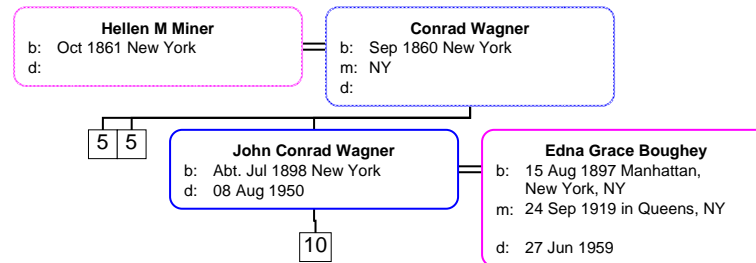 Hellen M Miner
b: Oct 1861 New York
d:
Conrad Wagner
b: Sep 1860 New York
m: NY
d:
5 5
John Conrad Wagner
b: Abt. Jul 1898 New York
d: 08 Aug 1950
Edna Grace Boughey
b: 15 Aug 1897 Manhattan,
New York, NY
m: 24 Sep 1919 in Queens, NY
d: 27 Jun 1959
10